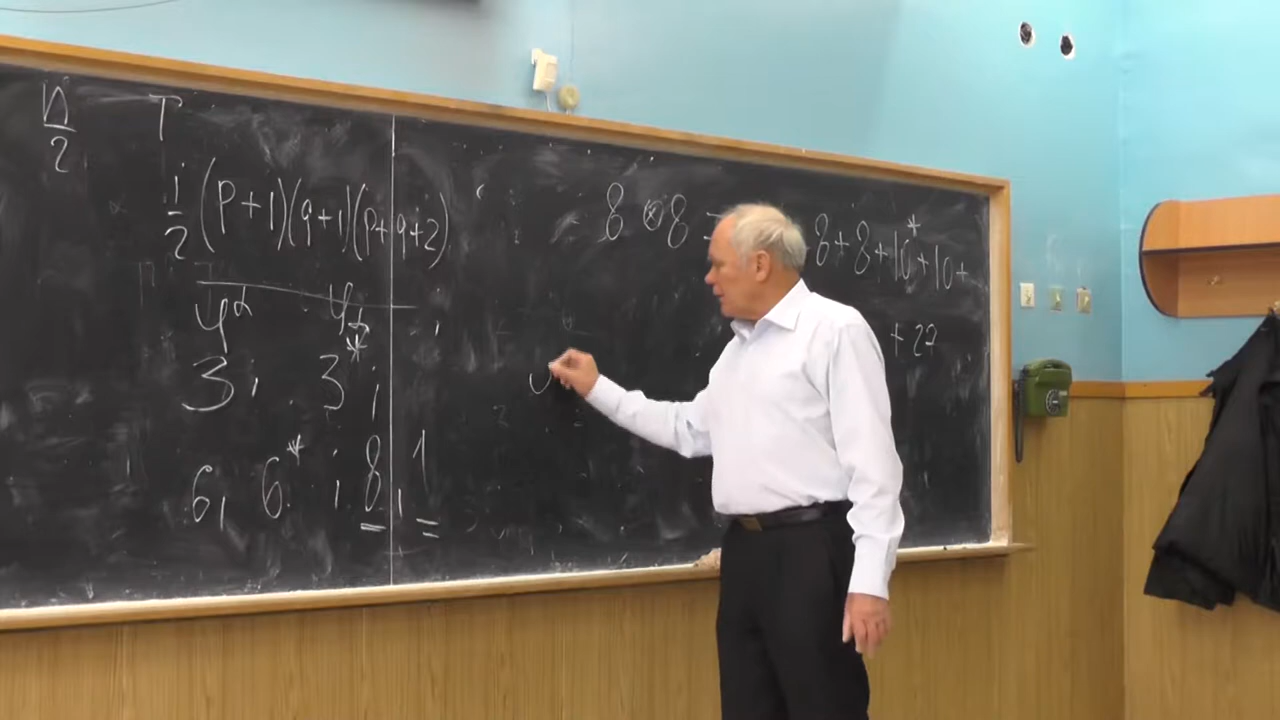 n/2 T
1/2 (p+1)(q+1)(p+q+2)
ψ^α ψ_α
3, 3*,
6, 6*, 8, 1
8 ⊗ 8 8+8+10*+10+
+27